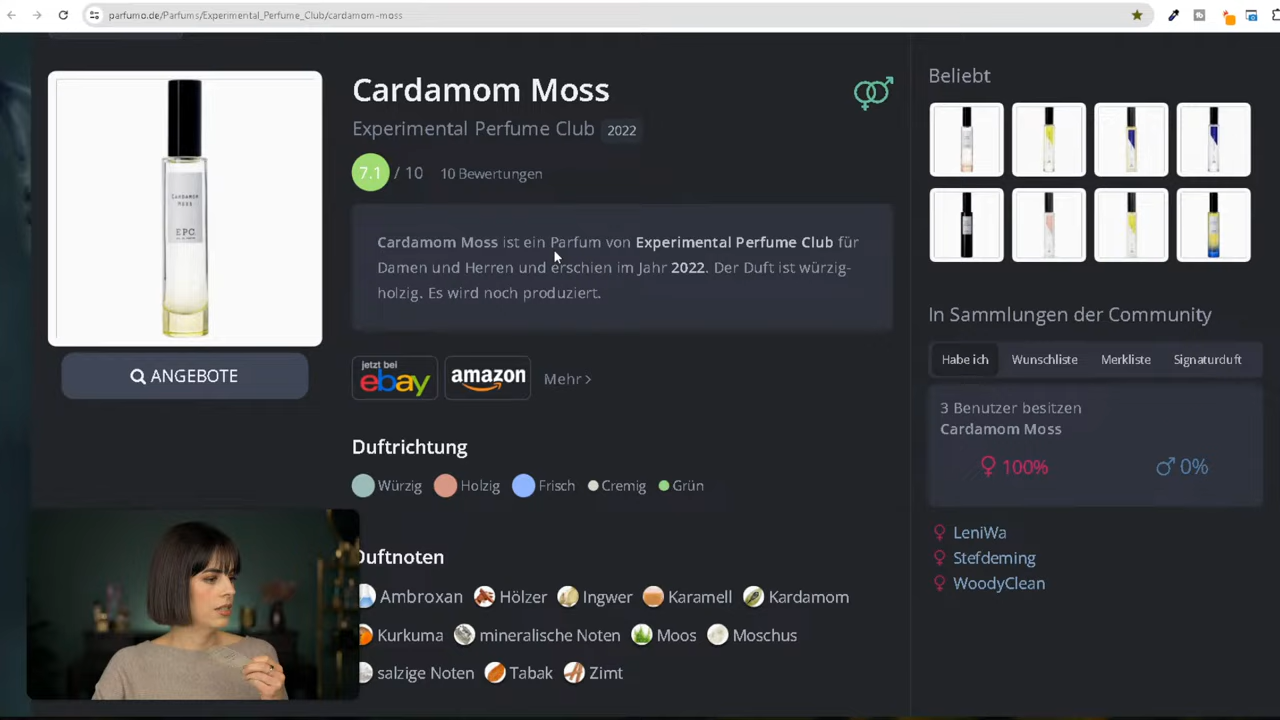 parfumo.de/Parfums/Experimental_Perfume_Club/cardamom-moss
Cardamom Moss
Experimental Perfume Club 2022
7.1 / 10 10 Bewertungen
Cardamom Moss ist ein Parfum von Experimental Perfume Club für
Damen und Herren und erschien im Jahr 2022. Der Duft ist würzig-
holzig. Es wird noch produziert.
CARDAMOM
MOSS
EPC
ANGEBOTE
jetzt bei
ebay
amazon
Mehr >
Duftrichtung
Würzig Holzig Frisch Cremig Grün
Duftnoten
Ambroxan Hölzer Ingwer Karamell Kardamom
Kurkuma mineralische Noten Moos Moschus
salzige Noten Tabak Zimt
Beliebt
In Sammlungen der Community
Habe ich Wunschliste Merkliste Signaturduft
3 Benutzer besitzen
Cardamom Moss
♀ 100% ♂ 0%
♀ LeniWa
♀ Stefdeming
♀ WoodyClean